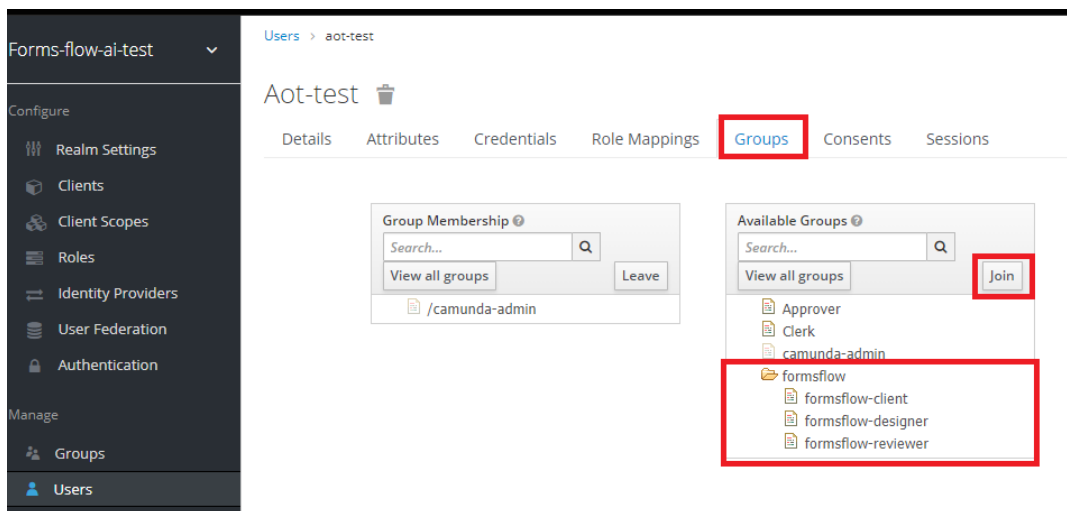 Forms-flow-ai-test
Configure
Realm Settings
Clients
Client Scopes
Roles
Identity Providers
User Federation
Authentication
Manage
Groups
Users
Users > aot-test
Aot-test
Details Attributes Credentials Role Mappings Groups Consents Sessions
Group Membership
Search...
View all groups Leave
/camunda-admin
Available Groups
Search...
View all groups Join
Approver
Clerk
camunda-admin
formsflow
formsflow-client
formsflow-designer
formsflow-reviewer